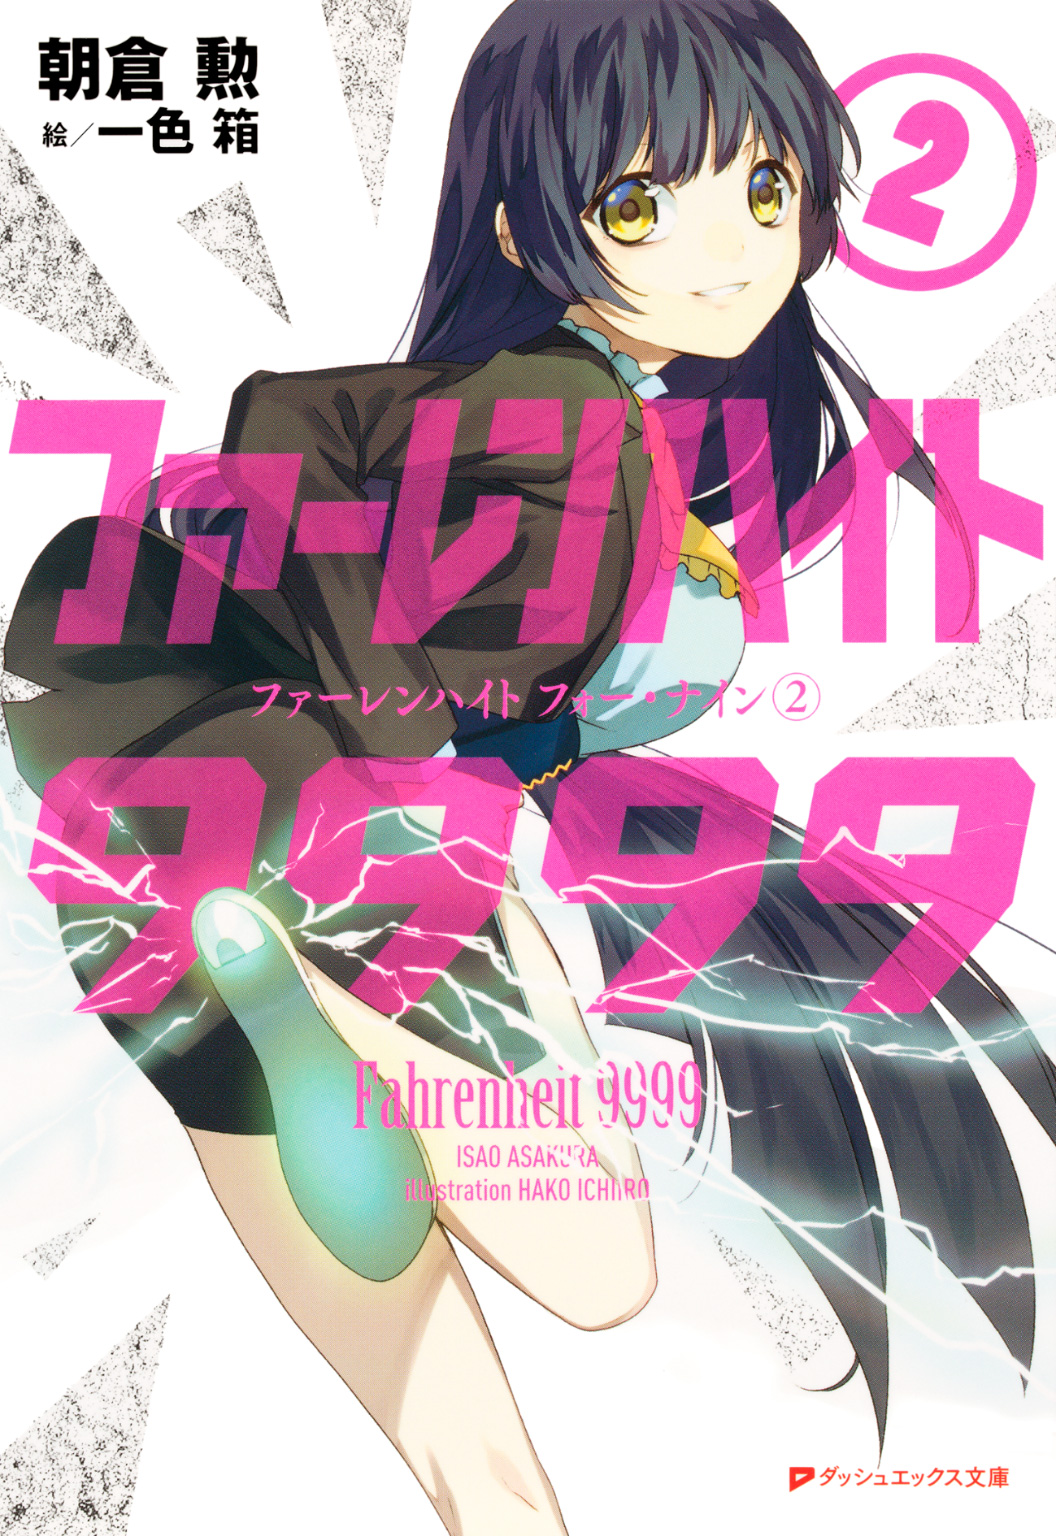 朝倉 勲
絵／一色 箱
2
ファーレンハイト
ファーレンハイト フォー・ナイン②
9999
Fahrenheit 9999
ISAO ASAKURA
illustration HAKO ICHIIRO
ダッシュエックス文庫